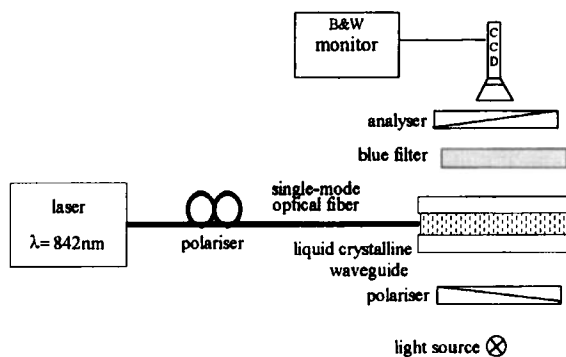 B&W
monitor
CCD
analyser
blue filter
single-mode
optical fiber
laser
λ= 842nm
polariser
liquid crystalline
waveguide
polariser
light source